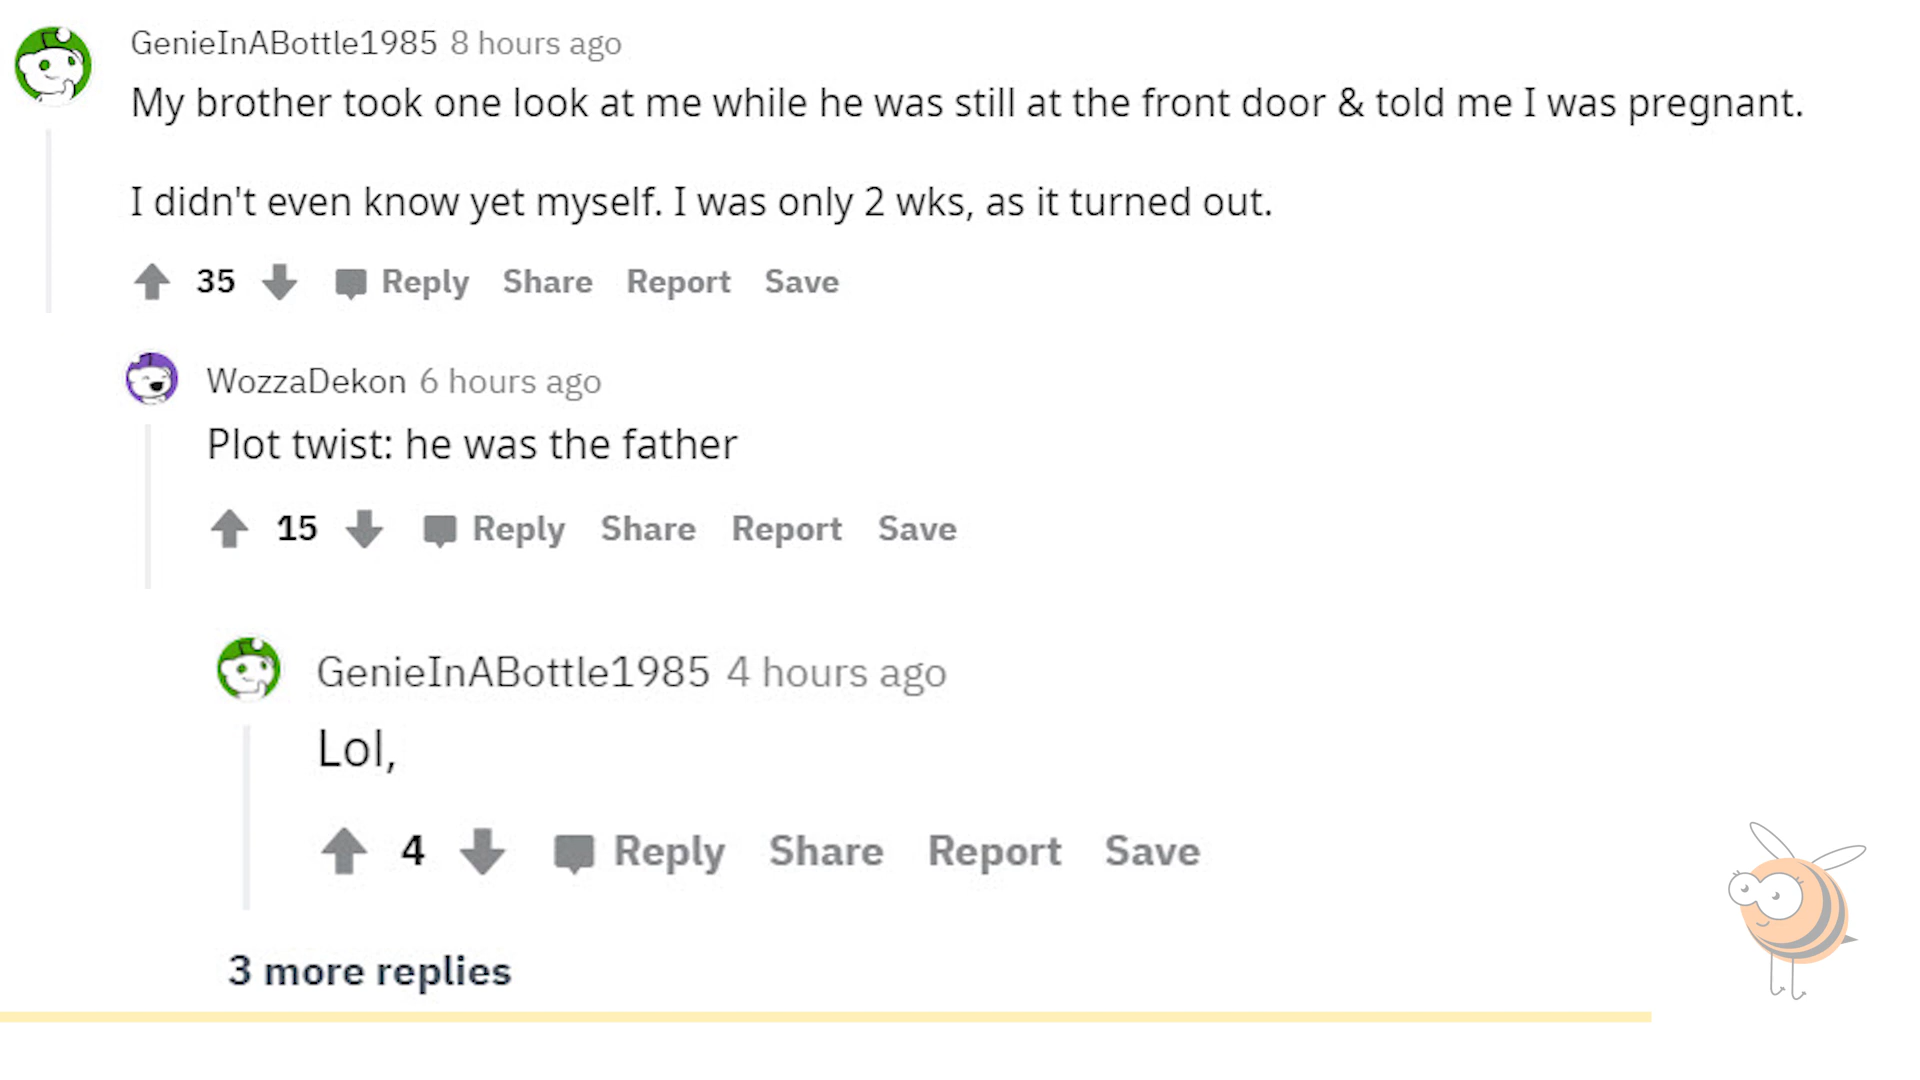 GenieInABottle1985 8 hours ago
My brother took one look at me while he was still at the front door & told me I was pregnant.
I didn't even know yet myself. I was only 2 wks, as it turned out.
35 Reply Share Report Save
WozzaDekon 6 hours ago
Plot twist: he was the father
15 Reply Share Report Save
GenieInABottle1985 4 hours ago
Lol,
4 Reply Share Report Save
3 more replies